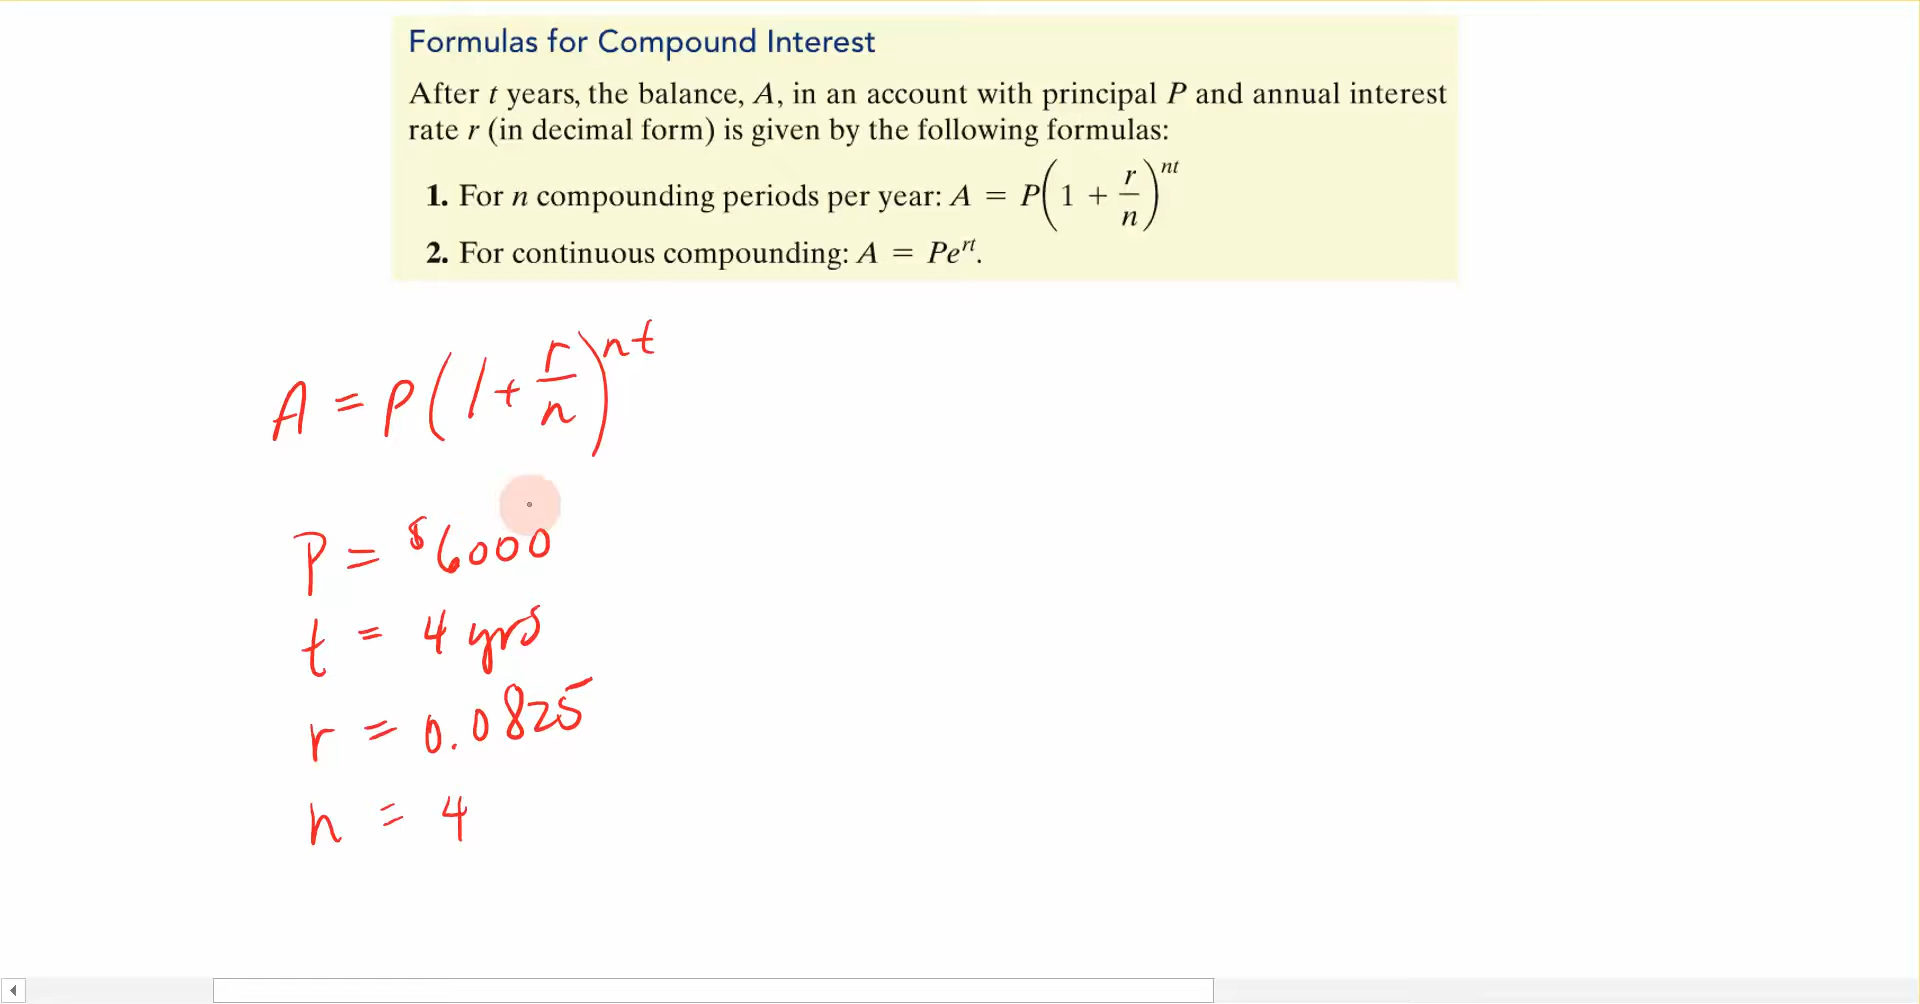 Formulas for Compound Interest
After t years, the balance, A, in an account with principal P and annual interest
rate r (in decimal form) is given by the following formulas:
1. For n compounding periods per year: A = P(1 + r/n)^nt
2. For continuous compounding: A = Pe^rt.
A = P(1 + r/n)^nt
P = $6000
t = 4 yrs
r = 0.0825
n = 4